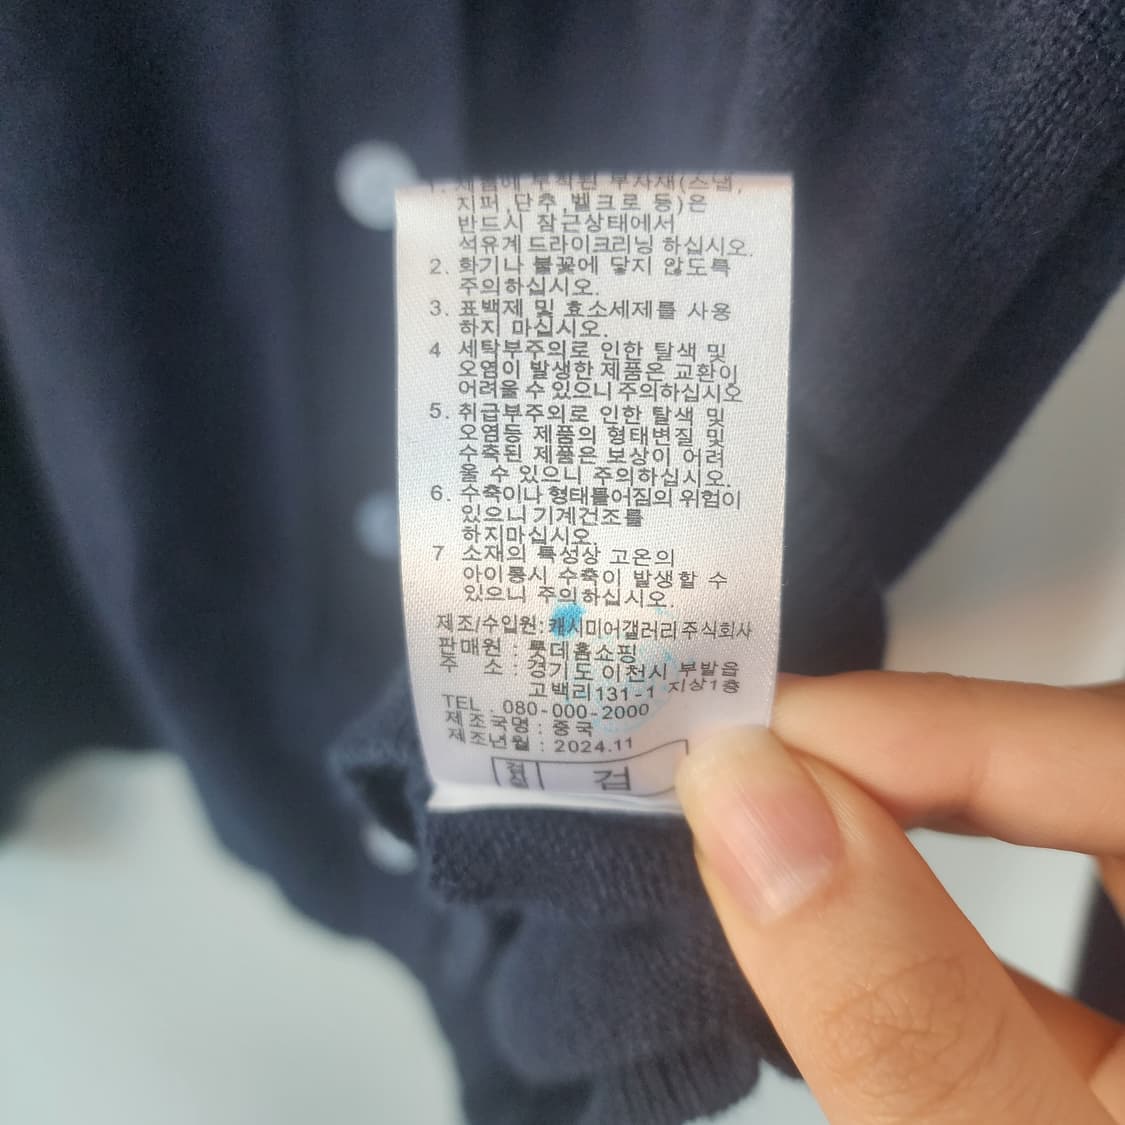 1. 제품에 부착된 부자재(스냅,
지퍼,단추,벨크로 등)은
반드시 잠근상태에서
석유계드라이크리닝 하십시오.
2. 화기나 불꽃에 닿지 않도록
주의하십시오.
3. 표백제 및 효소세제를 사용
하지 마십시오.
4 세탁부주의로 인한 탈색 및
오염이 발생한 제품은 교환이
어려울수있으니주의하십시오
5. 취급부주의로 인한 탈색 및
오염등 제품의 형태변질 및
수축된 제품은 보상이 어려
울 수 있으니 주의하십시오.
6. 수축이나 형태틀어짐의 위험이
있으니기계건조를
하지마십시오.
7 소재의 특성상 고온의
아이롱시 수축이 발생할 수
있으니 주의하십시오.
제조/수입원:캐시미어갤러리주식회사
판매원 : 롯데홈쇼핑
주 소 : 경기도 이천시 부발읍
고백리131-1 지상1층
TEL . 080-000-2000
제조국명 : 중국
제조년월 : 2024.11
검